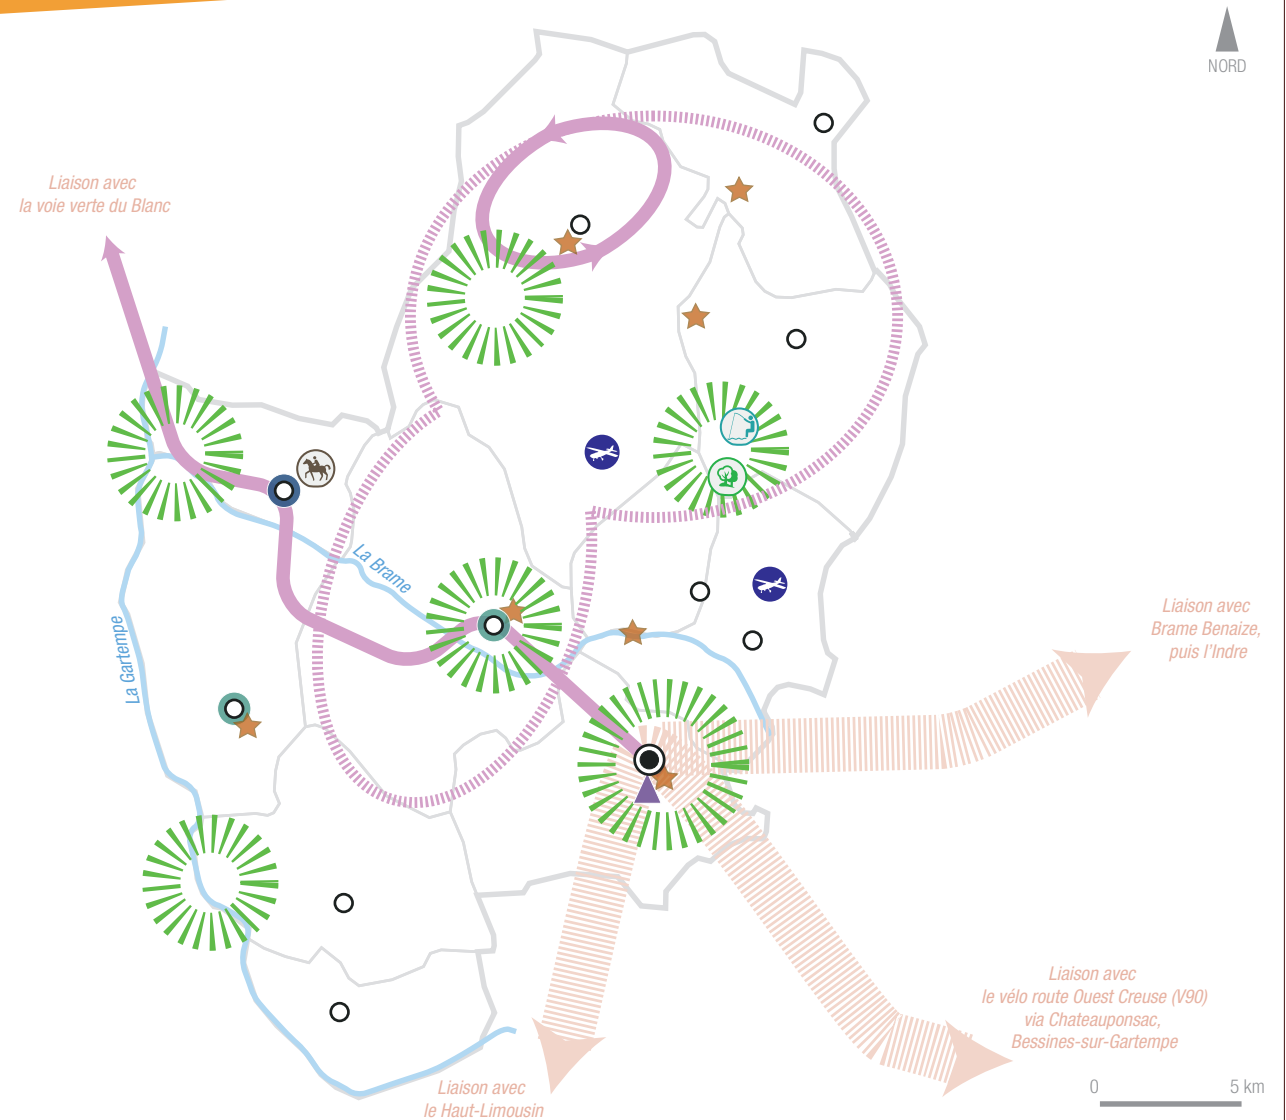 NORD
Liaison avec
la voie verte du Blanc
La Brame
La Gartempe
Liaison avec
Brame Benaize,
puis l'Indre
Liaison avec
le vélo route Ouest Creuse (V90)
via Chateauponsac,
Bessines-sur-Gartempe
Liaison avec
le Haut-Limousin
0 5 km